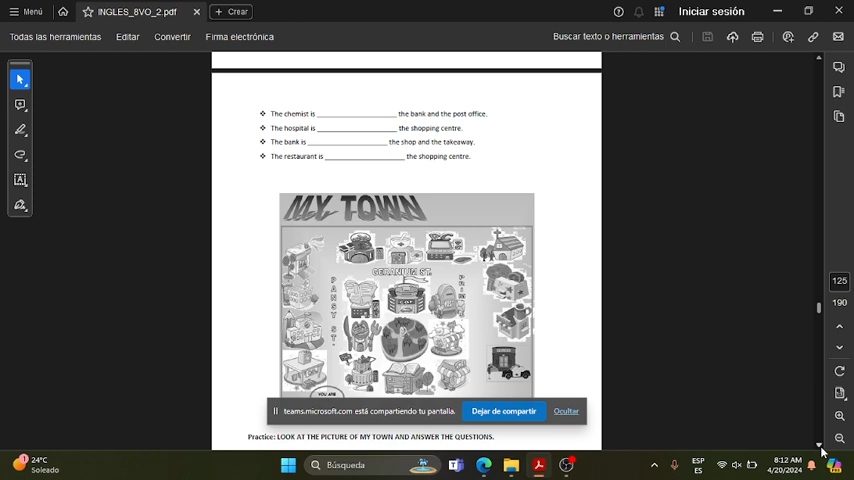 Menú
INGLES_8VO_2.pdf
Crear
Iniciar sesión
Todas las herramientas
Editar
Convertir
Firma electrónica
Buscar texto o herramientas
❖ The chemist is ______________ the bank and the post office.
❖ The hospital is ______________ the shopping centre.
❖ The bank is ______________ the shop and the takeaway.
❖ The restaurant is ______________ the shopping centre.
MY TOWN
GERANIUM ST.
PANSY ST.
YOU ARE
teams.microsoft.com está compartiendo tu pantalla.
Dejar de compartir
Ocultar
Practice: LOOK AT THE PICTURE OF MY TOWN AND ANSWER THE QUESTIONS.
125
190
24°C
Soleado
Búsqueda
ESP
ES
8:12 AM
4/20/2024